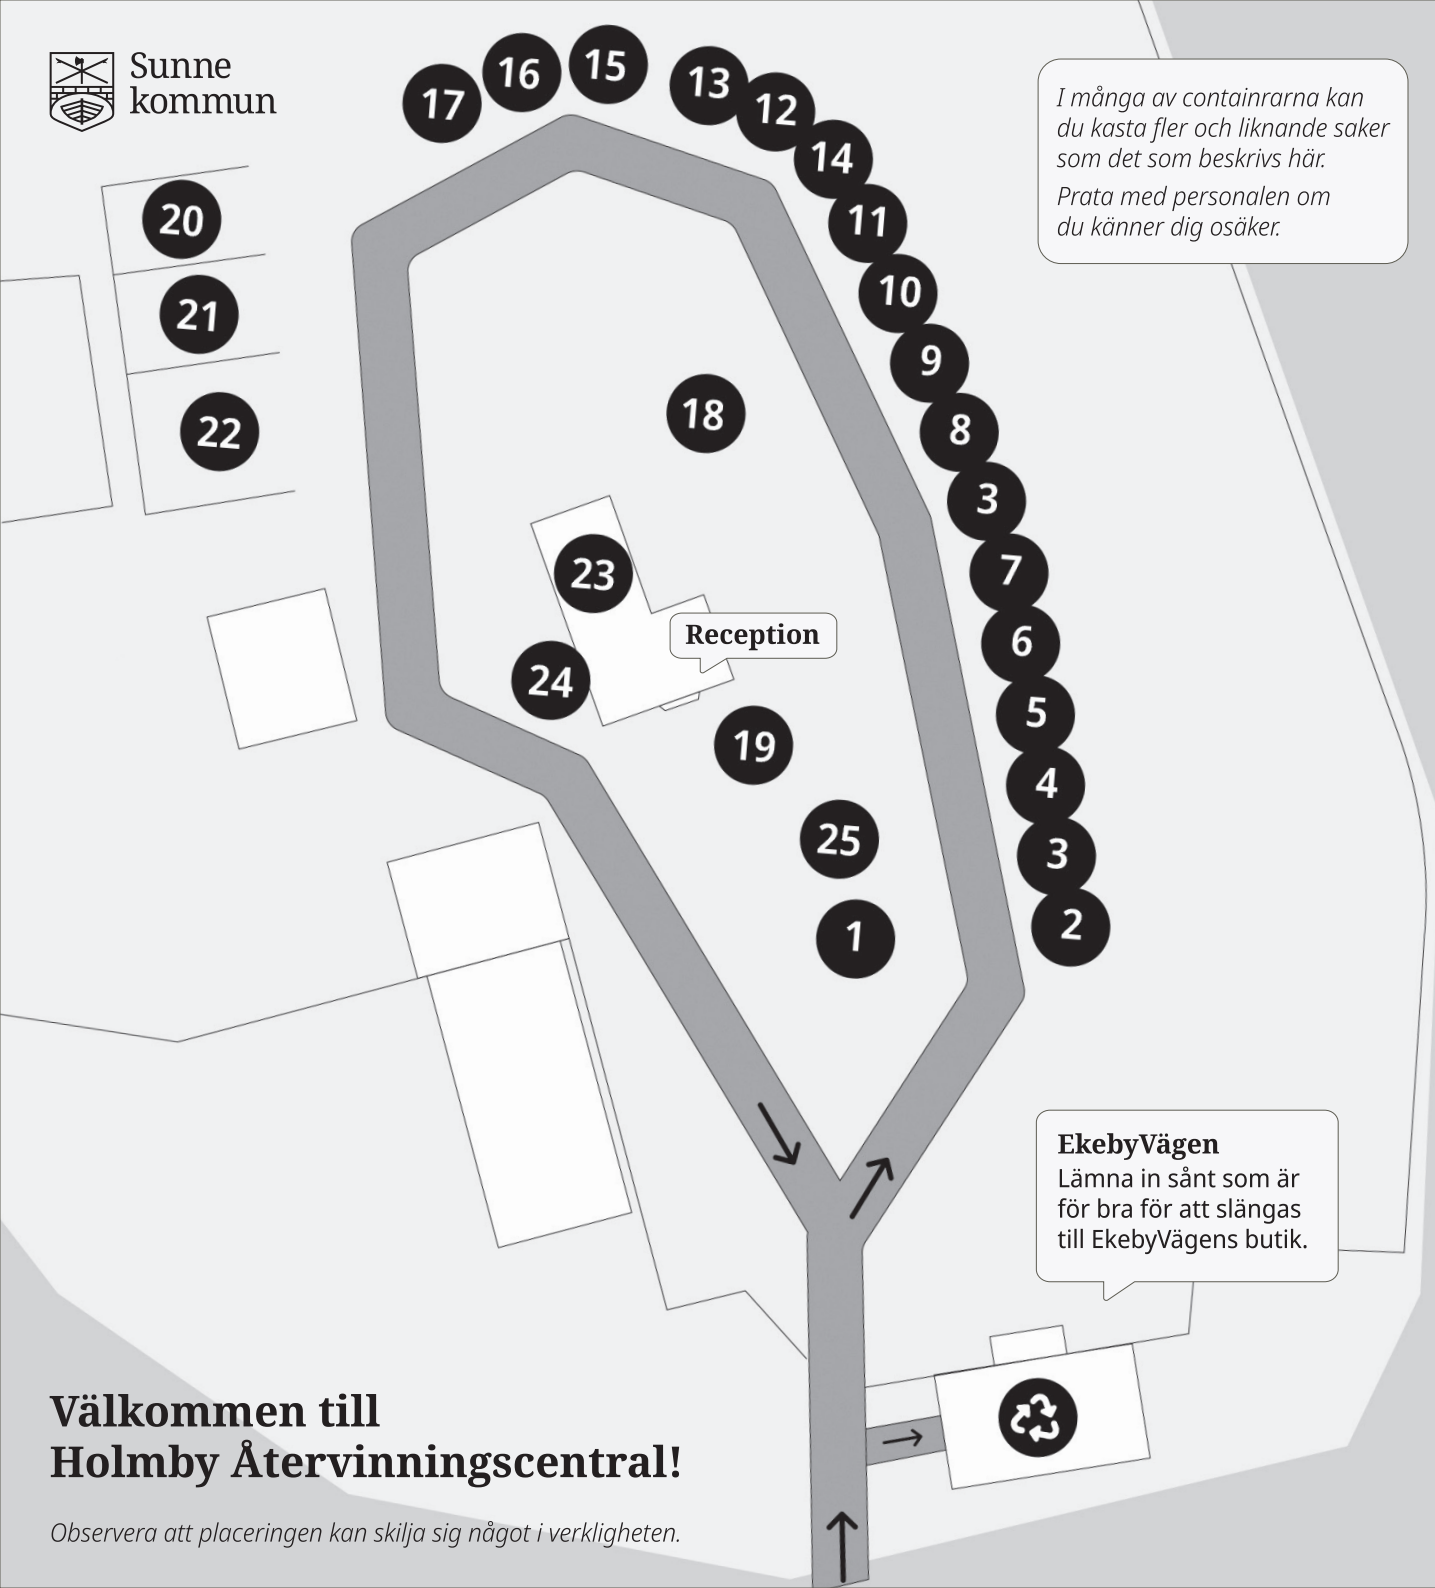 Sunne
kommun
17
16
15
13
12
14
11
10
9
8
3
7
6
5
4
3
2
I många av containrarna kan
du kasta fler och liknande saker
som det som beskrivs här.
Prata med personalen om
du känner dig osäker.
20
21
22
18
23
Reception
24
19
25
1
EkebyVägen
Lämna in sånt som är
för bra för att slängas
till EkebyVägens butik.
Välkommen till
Holmby Återvinningscentral!
Observera att placeringen kan skilja sig något i verkligheten.